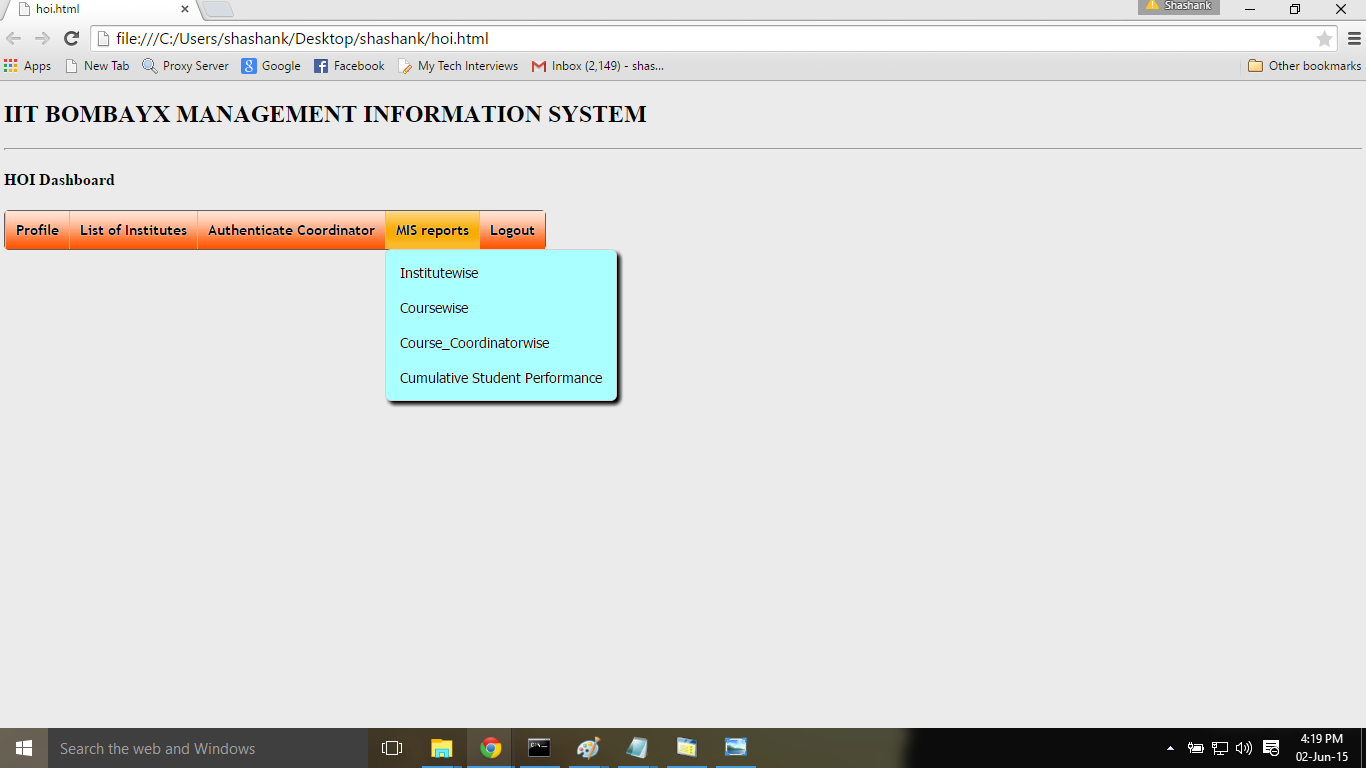 hoi.html
Shashank
file:///C:/Users/shashank/Desktop/shashank/hoi.html
Apps New Tab Proxy Server Google Facebook My Tech Interviews Inbox (2,149) - shas... Other bookmarks
IIT BOMBAYX MANAGEMENT INFORMATION SYSTEM
HOI Dashboard
Profile List of Institutes Authenticate Coordinator MIS reports Logout
Institutewise
Coursewise
Course_Coordinatorwise
Cumulative Student Performance
Search the web and Windows
4:19 PM
02-Jun-15